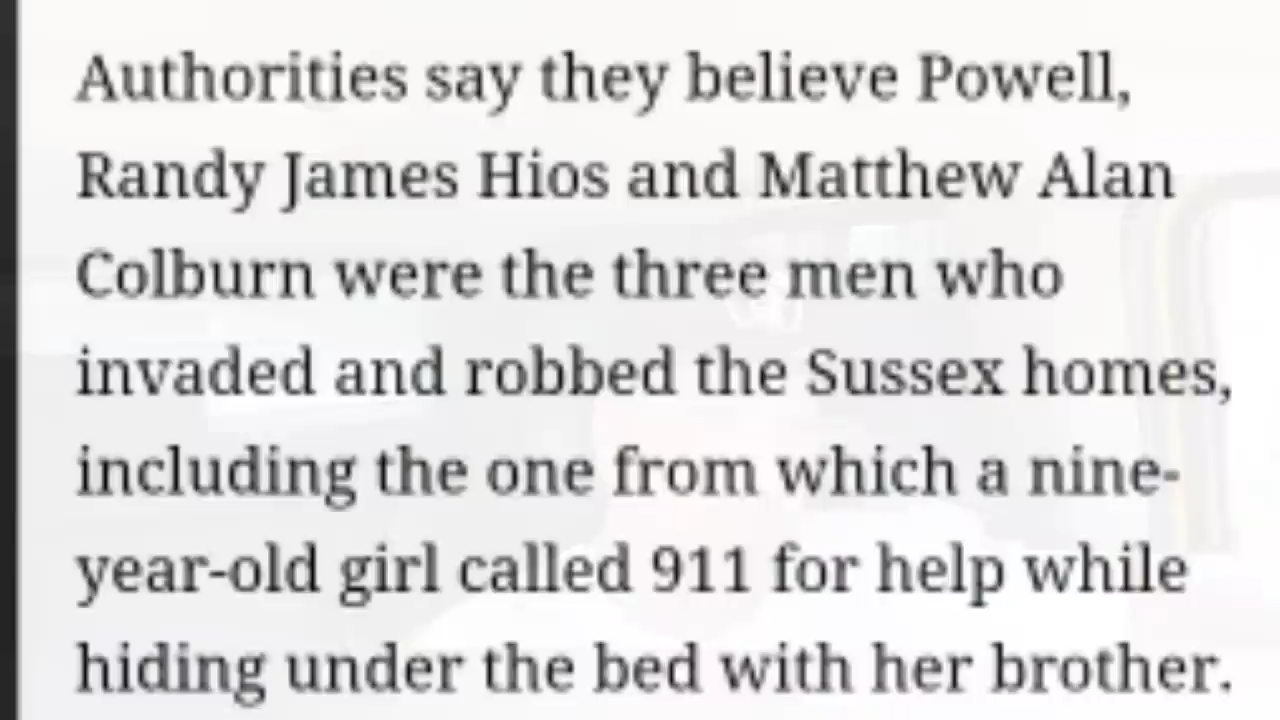 Authorities say they believe Powell,
Randy James Hios and Matthew Alan
Colburn were the three men who
invaded and robbed the Sussex homes,
including the one from which a nine-
year-old girl called 911 for help while
hiding under the bed with her brother.